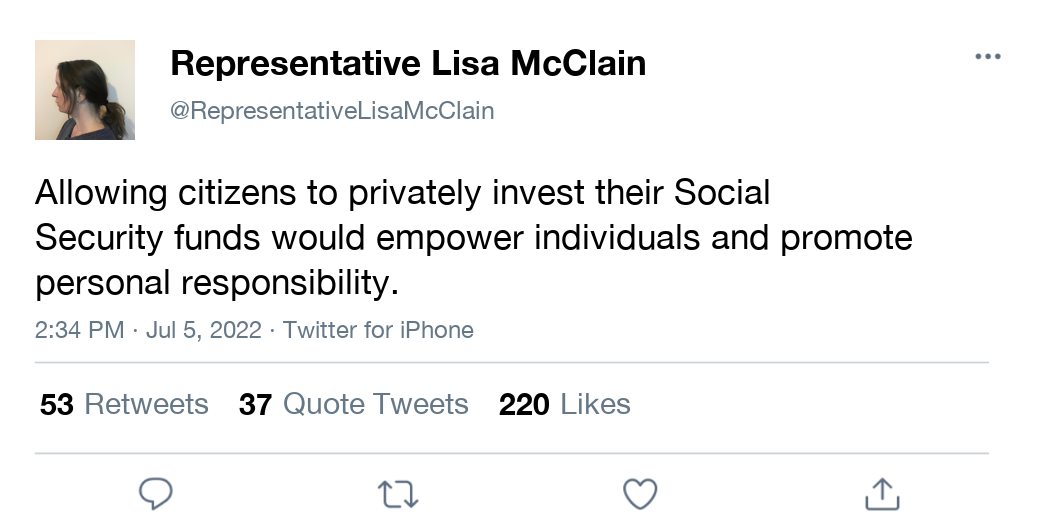 Representative Lisa McClain
@RepresentativeLisaMcClain
Allowing citizens to privately invest their Social
Security funds would empower individuals and promote
personal responsibility.
2:34 PM · Jul 5, 2022 · Twitter for iPhone
53 Retweets 37 Quote Tweets 220 Likes